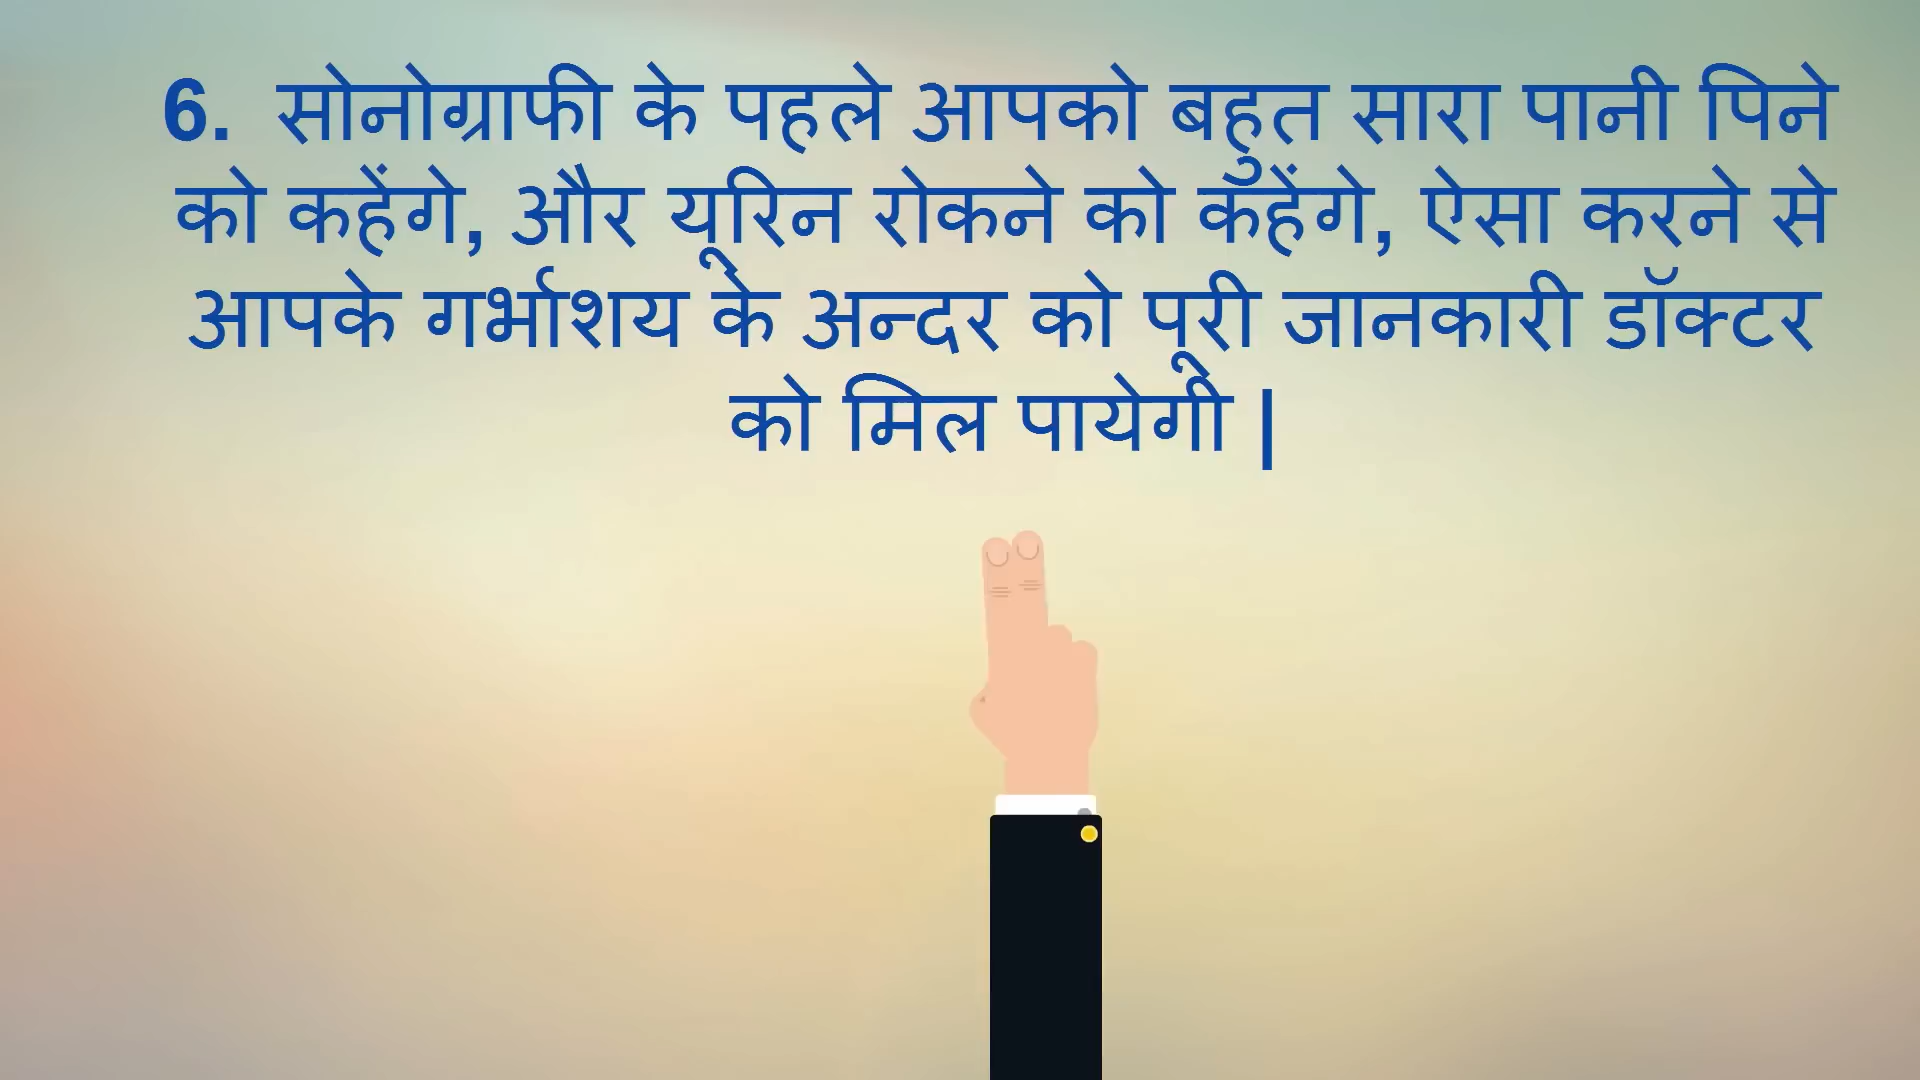 6. सोनोग्राफी के पहले आपको बहुत सारा पानी पिने
को कहेंगे, और यूरिन रोकने को कहेंगे, ऐसा करने से
आपके गर्भाशय के अन्दर को पूरी जानकारी डॉक्टर
को मिल पायेगी |